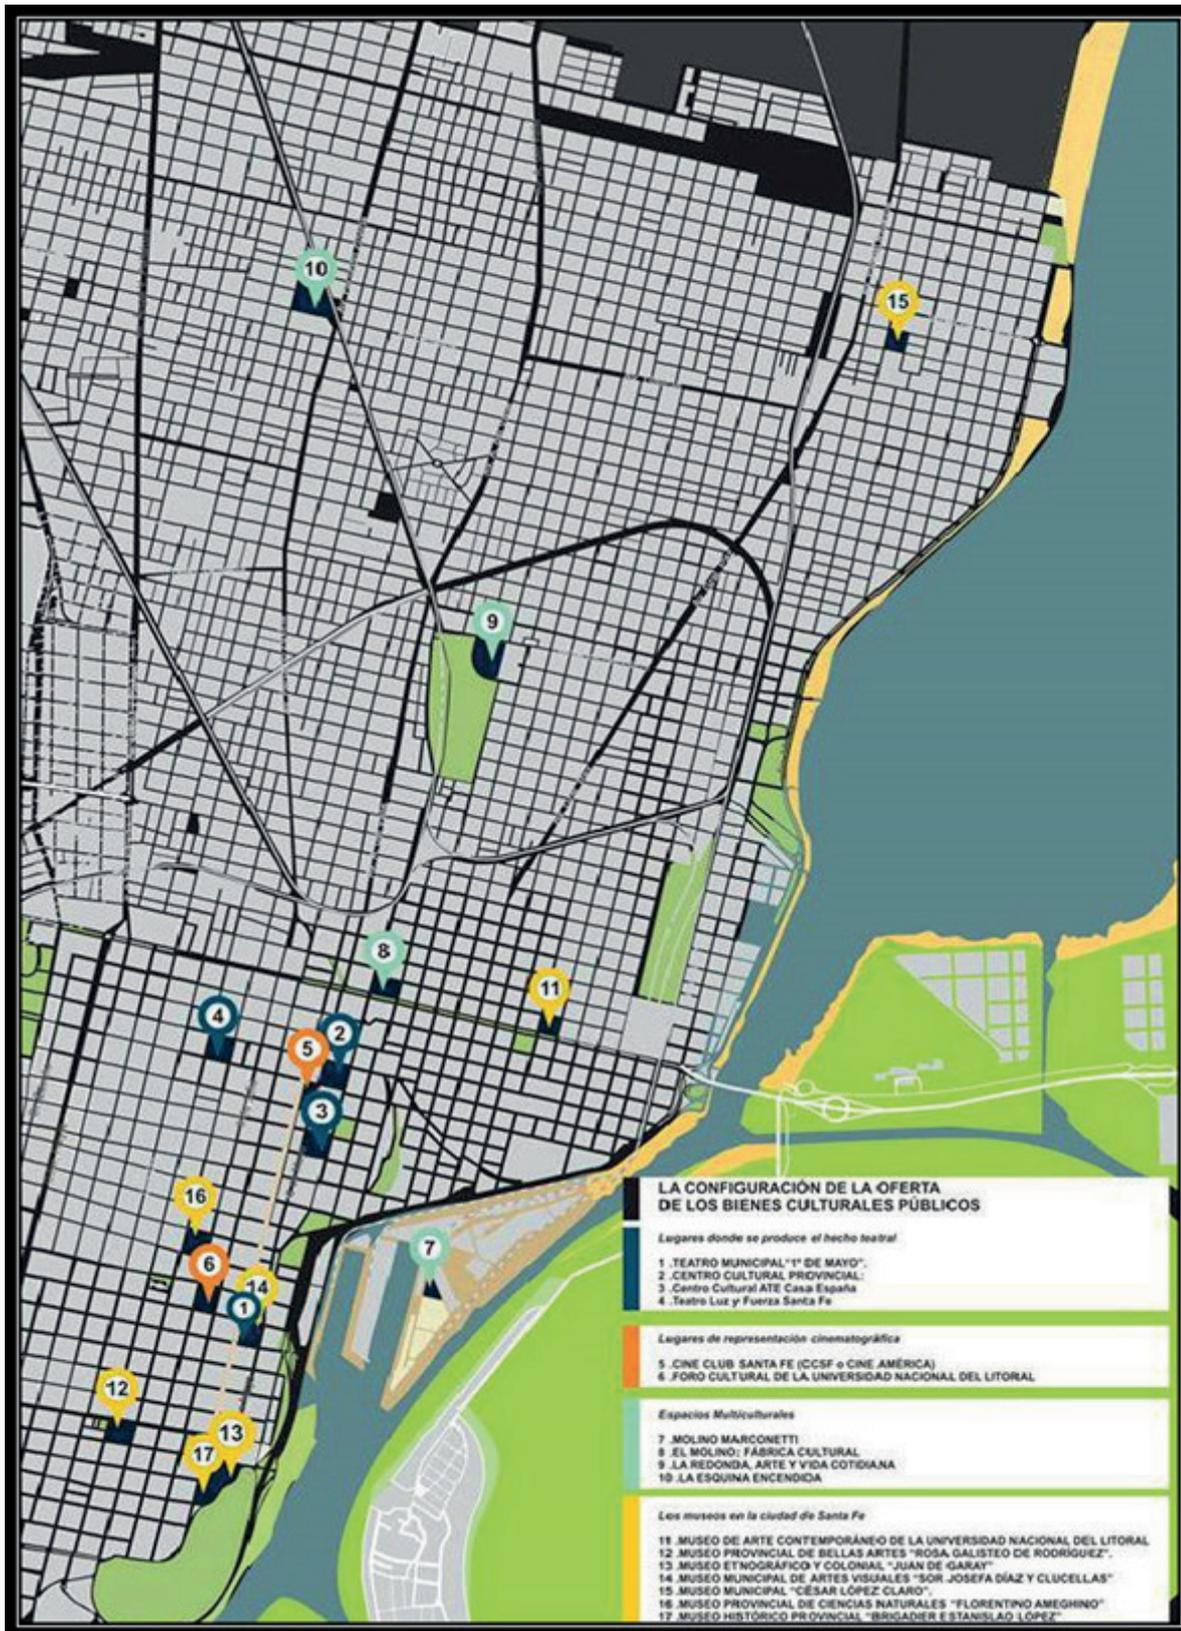 10
15
9
8
11
4
2
5
3
16
7
6
14
1
12
13
17
LA CONFIGURACIÓN DE LA OFERTA
DE LOS BIENES CULTURALES PÚBLICOS
Lugares donde se produce el hecho teatral
1 .TEATRO MUNICIPAL "1º DE MAYO".
2 .CENTRO CULTURAL PROVINCIAL:
3 .Centro Cultural ATE Casa España
4 .Teatro Luz y Fuerza Santa Fe
Lugares de representación cinematográfica
5 .CINE CLUB SANTA FE (CCSF o CINE AMÉRICA)
6 .FORO CULTURAL DE LA UNIVERSIDAD NACIONAL DEL LITORAL
Espacios Multiculturales
7 .MOLINO MARCONETTI
8 .EL MOLINO: FÁBRICA CULTURAL
9 .LA REDONDA, ARTE Y VIDA COTIDIANA
10 .LA ESQUINA ENCENDIDA
Los museos en la ciudad de Santa Fe
11 .MUSEO DE ARTE CONTEMPORÁNEO DE LA UNIVERSIDAD NACIONAL DEL LITORAL
12 .MUSEO PROVINCIAL DE BELLAS ARTES "ROSA GALISTEO DE RODRÍGUEZ".
13 .MUSEO ETNOGRÁFICO Y COLONIAL "JUAN DE GARAY"
14 .MUSEO MUNICIPAL DE ARTES VISUALES "SOR JOSEFA DÍAZ Y CLUCELLAS"
15 .MUSEO MUNICIPAL "CÉSAR LÓPEZ CLARO".
16 .MUSEO PROVINCIAL DE CIENCIAS NATURALES "FLORENTINO AMEGHINO"
17 .MUSEO HISTÓRICO PROVINCIAL "BRIGADIER ESTANISLAO LÓPEZ"